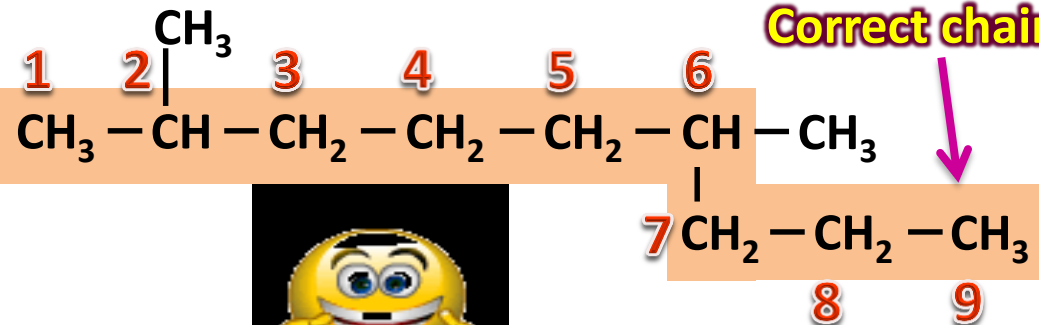 CH₃
Correct chain
1 2 3 4 5 6
CH₃ – CH – CH₂ – CH₂ – CH₂ – CH – CH₃
7 CH₂ – CH₂ – CH₃
8 9